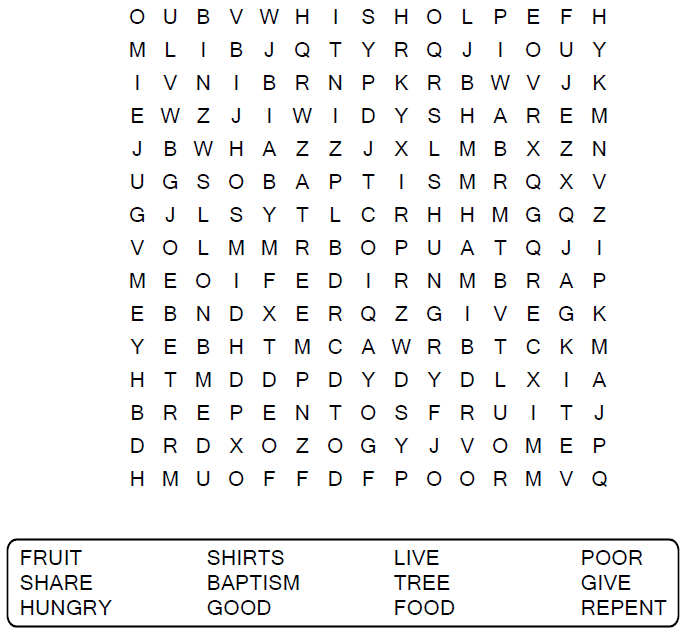 O U B V W H I S H O L P E F H
M L I B J Q T Y R Q J I O U Y
I V N I B R N P K R B W V J K
E W Z J I W I D Y S H A R E M
J B W H A Z Z J X L M B X Z N
U G S O B A P T I S M R Q X V
G J L S Y T L C R H H M G Q Z
V O L M M R B O P U A T Q J I
M E O I F E D I R N M B R A P
E B N D X E R Q Z G I V E G K
Y E B H T M C A W R B T C K M
H T M D D P D Y D Y D L X I A
B R E P E N T O S F R U I T J
D R D X O Z O G Y J V O M E P
H M U O F F D F P O O R M V Q
FRUIT SHIRTS LIVE POOR
SHARE BAPTISM TREE GIVE
HUNGRY GOOD FOOD REPENT